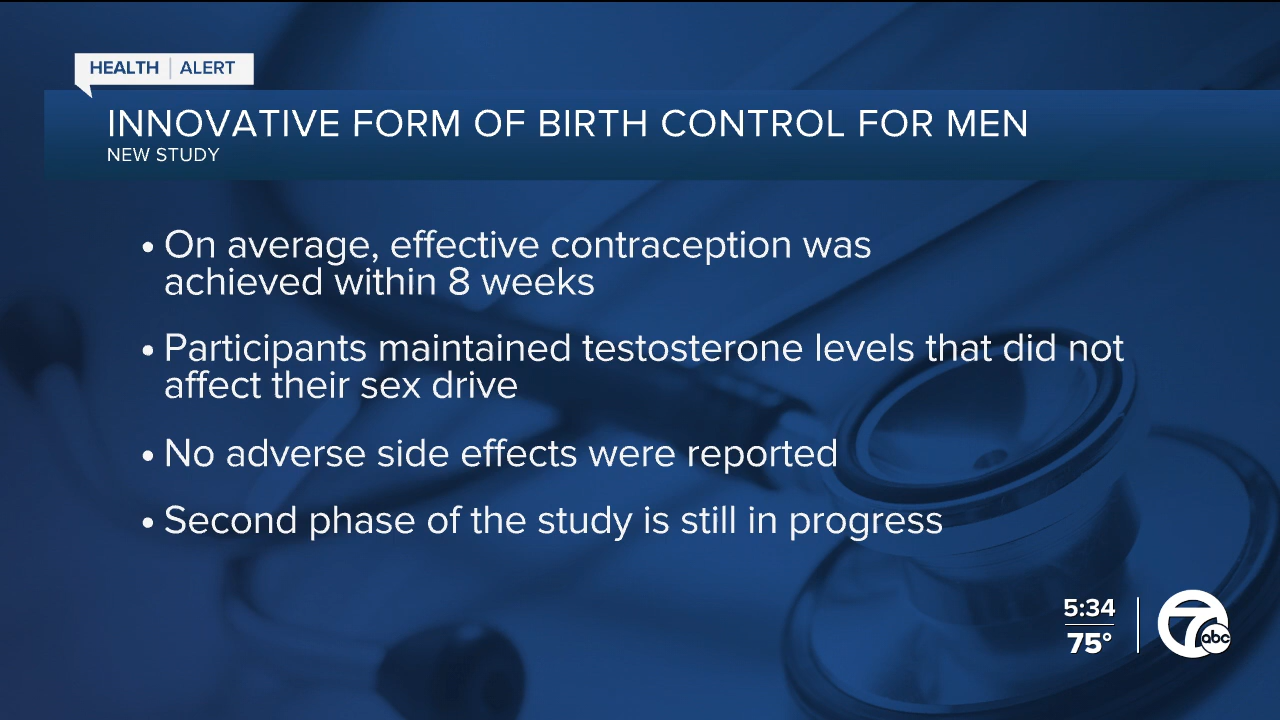 HEALTH | ALERT
INNOVATIVE FORM OF BIRTH CONTROL FOR MEN
NEW STUDY
• On average, effective contraception was
achieved within 8 weeks
• Participants maintained testosterone levels that did not
affect their sex drive
• No adverse side effects were reported
• Second phase of the study is still in progress
5:34
75°
7 abc